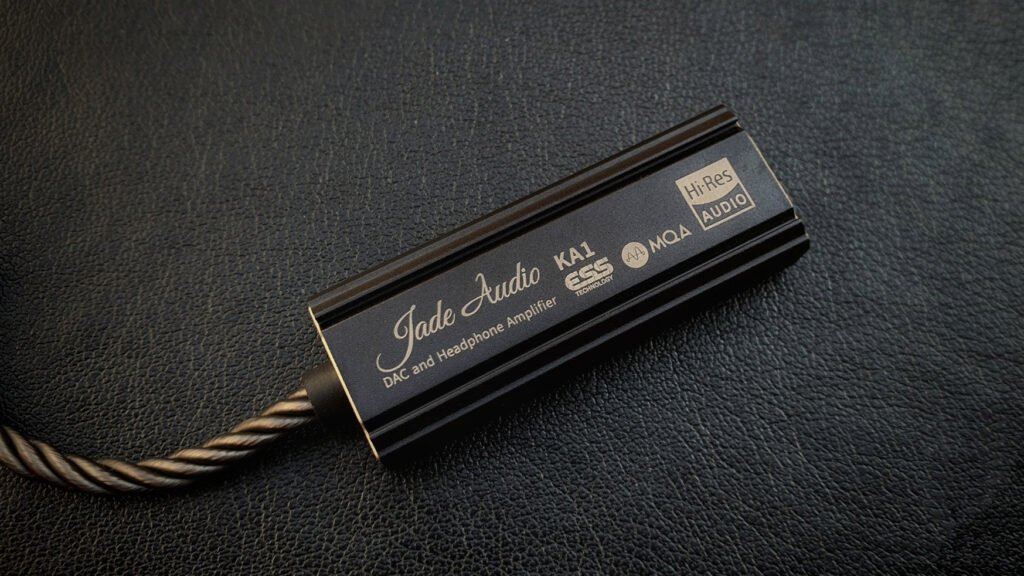 Jade Audio KA1
DAC and Headphone Amplifier
ESS
TECHNOLOGY
MQA
Hi-Res
AUDIO